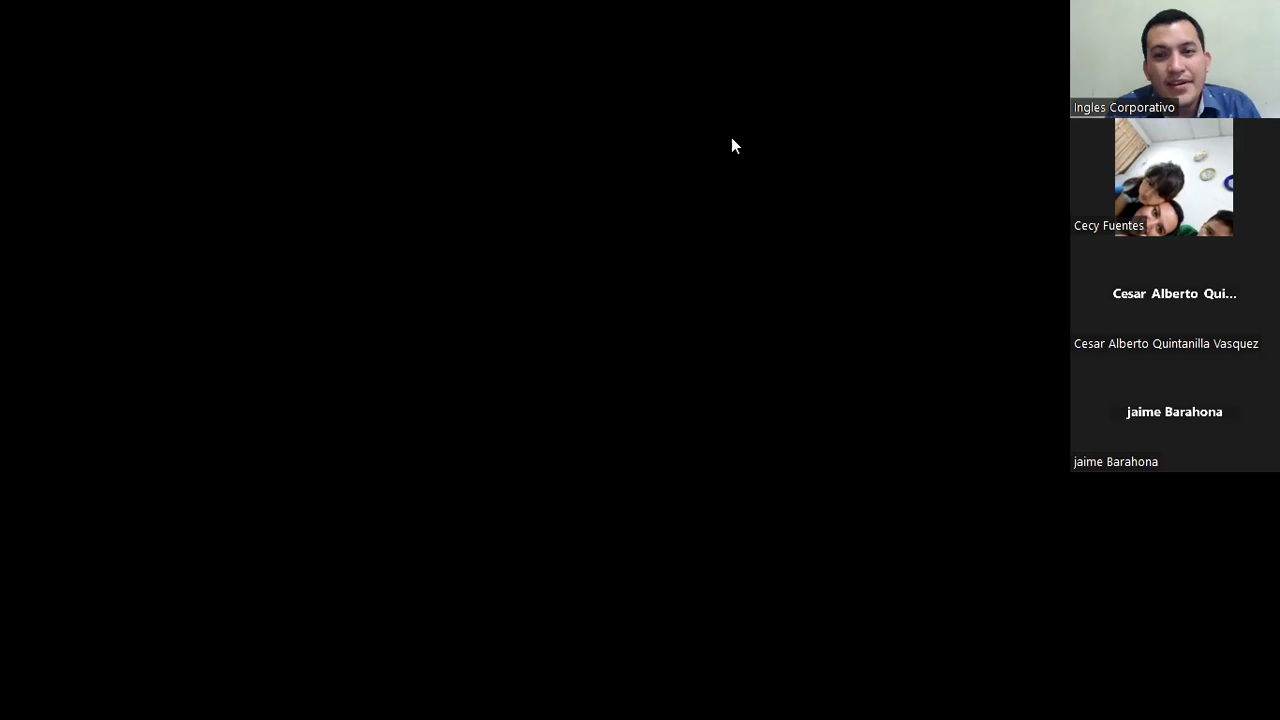 Ingles Corporativo
Cecy Fuentes
Cesar Alberto Qui...
Cesar Alberto Quintanilla Vasquez
jaime Barahona
jaime Barahona